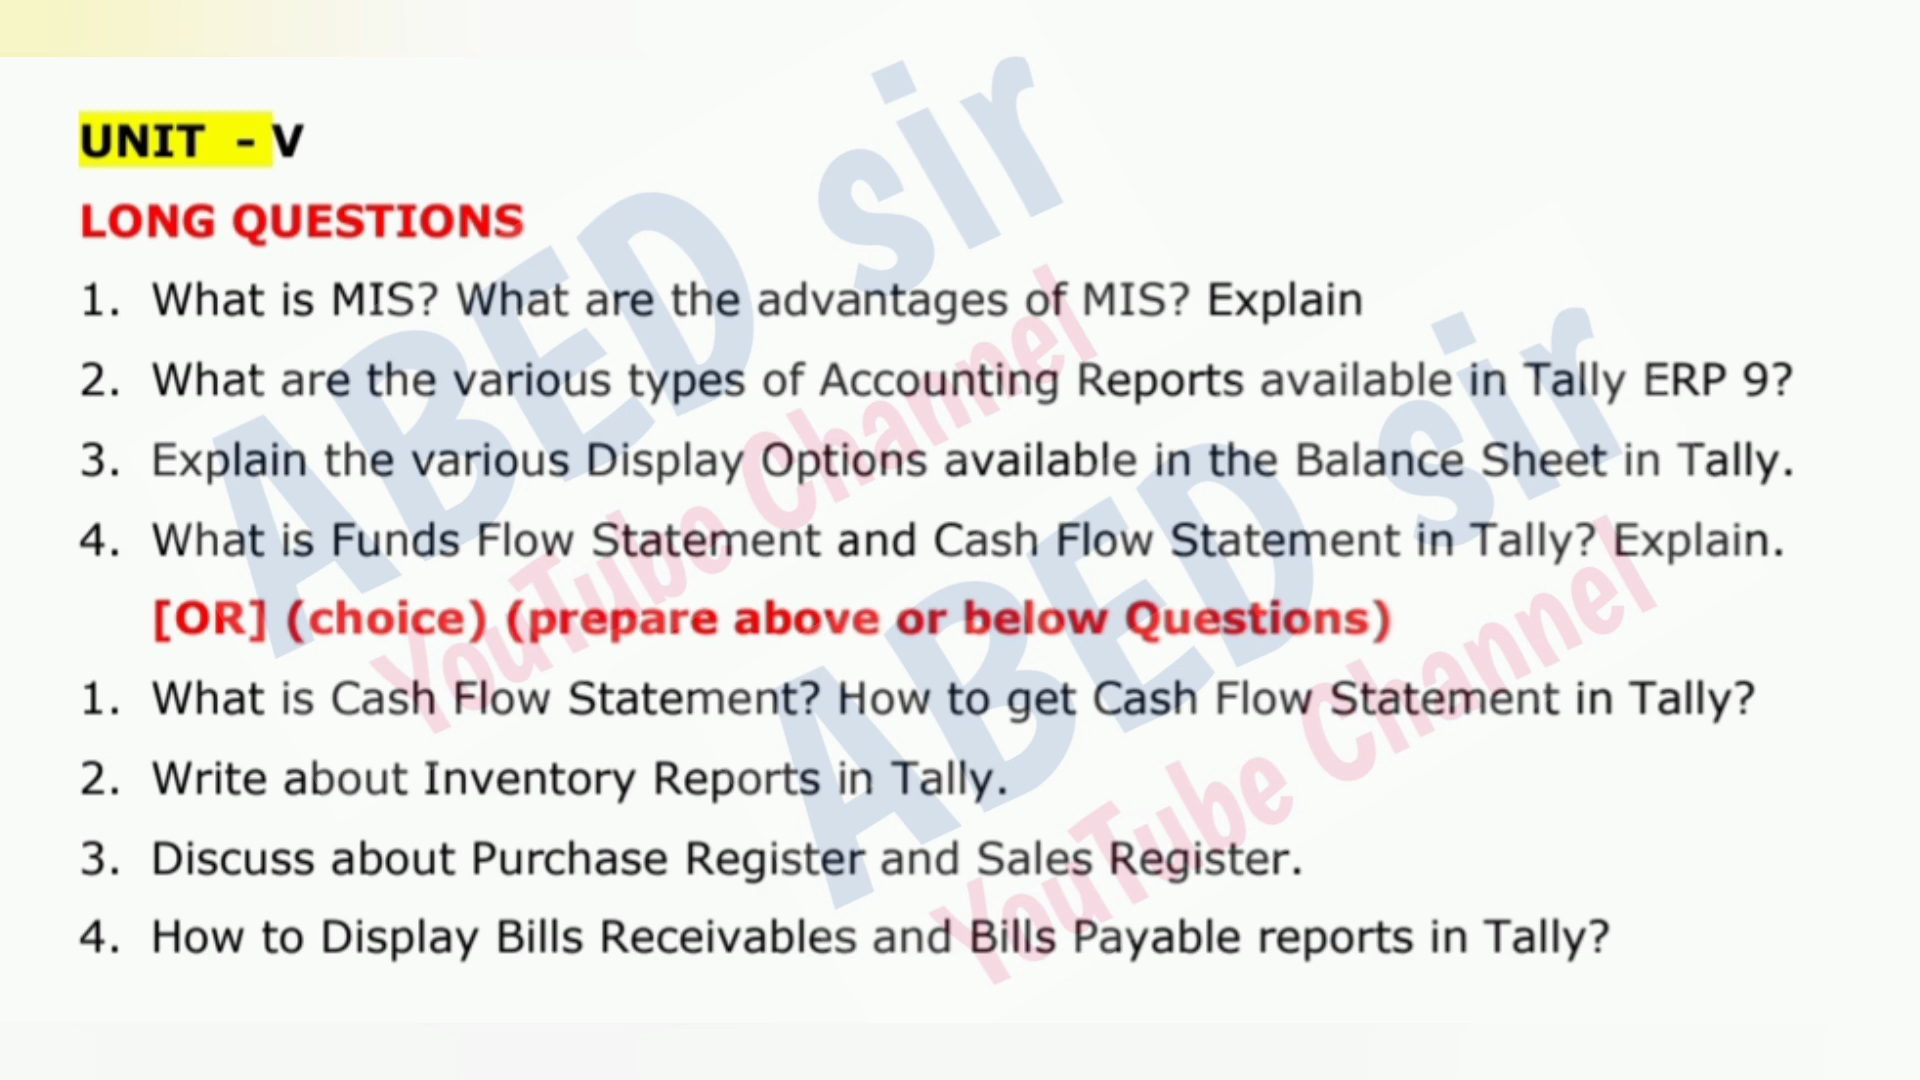 UNIT - V
LONG QUESTIONS
1. What is MIS? What are the advantages of MIS? Explain
2. What are the various types of Accounting Reports available in Tally ERP 9?
3. Explain the various Display Options available in the Balance Sheet in Tally.
4. What is Funds Flow Statement and Cash Flow Statement in Tally? Explain.
[OR] (choice) (prepare above or below Questions)
1. What is Cash Flow Statement? How to get Cash Flow Statement in Tally?
2. Write about Inventory Reports in Tally.
3. Discuss about Purchase Register and Sales Register.
4. How to Display Bills Receivables and Bills Payable reports in Tally?
ABED sir
YouTube Channel
ABED sir
YouTube Channel